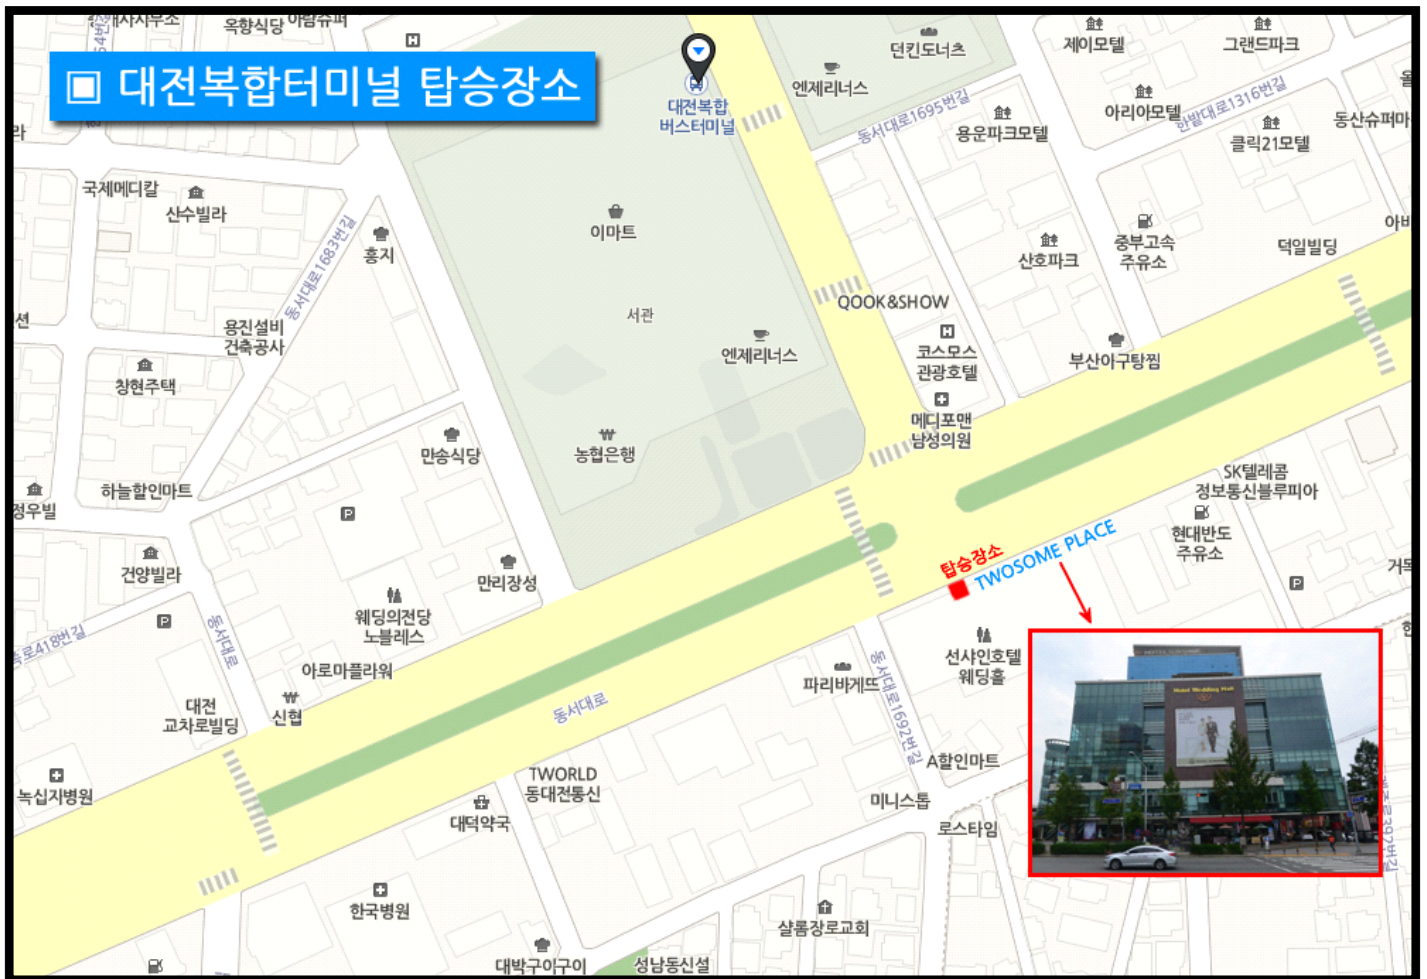 옥향식당
아람슈퍼
▣ 대전복합터미널 탑승장소
대전복합
버스터미널
엔제리너스
던킨도너츠
제이모텔
그랜드파크
동서대로1695번길
용운파크모텔
아리아모텔
한밭대로1316번길
클릭21모텔
동산슈퍼마
국제메디칼
산수빌라
홍지
동서대로1683번길
이마트
서관
엔제리너스
QOOK&SHOW
산호파크
중부고속
주유소
덕일빌딩
용진설비
건축공사
창현주택
코스모스
관광호텔
부산아구탕찜
메디포맨
남성의원
만송식당
농협은행
하늘할인마트
정우빌
SK텔레콤
정보통신블루피아
현대반도
주유소
건양빌라
만리장성
탑승장소
TWOSOME PLACE
웨딩의전당
노블레스
동서대로
아로마플라워
대전
교차로빌딩
신협
동서대로
파리바게뜨
동서대로1692번길
선샤인호텔
웨딩홀
Hotel Wedding Hall
녹십자병원
TWORLD
동대전통신
대덕약국
A할인마트
미니스톱
로스타임
한국병원
샬롬장로교회
대박구이구이
성남동신설